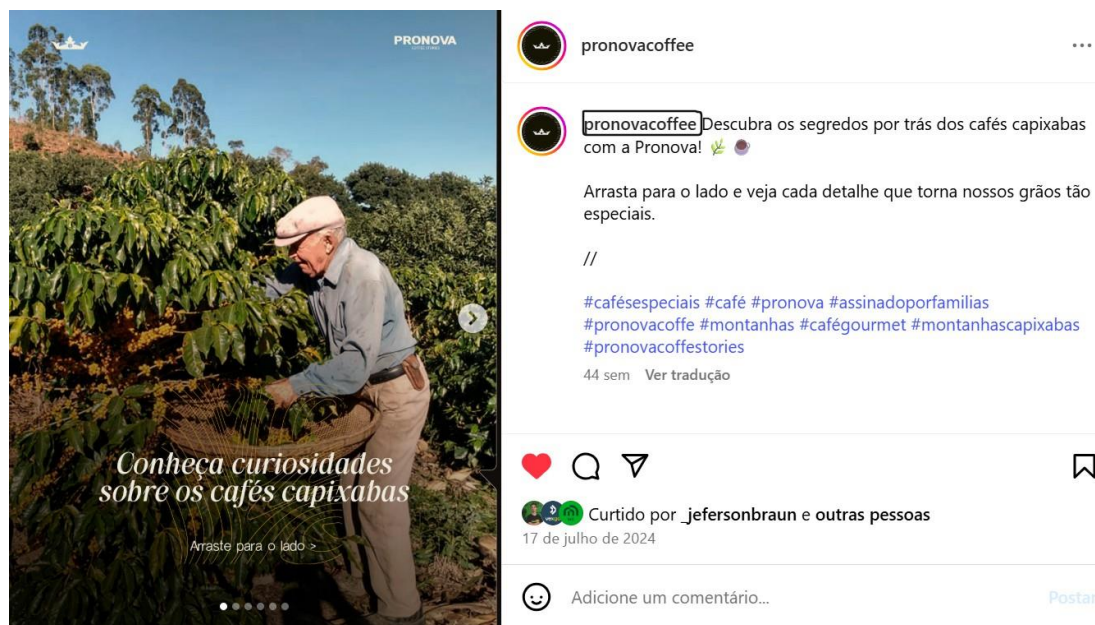 PRONOVA
Conheça curiosidades
sobre os cafés capixabas
Arraste para o lado >
pronovacoffee
pronovacoffee Descubra os segredos por trás dos cafés capixabas
com a Pronova!
Arrasta para o lado e veja cada detalhe que torna nossos grãos tão
especiais.
//
#cafésespeciais #café #pronova #assinadoporfamilias
#pronovacoffe #montanhas #cafégourmet #montanhascapixabas
#pronovacoffestories
44 sem Ver tradução
Curtido por _jefersonbraun e outras pessoas
17 de julho de 2024
Adicione um comentário...
Postar